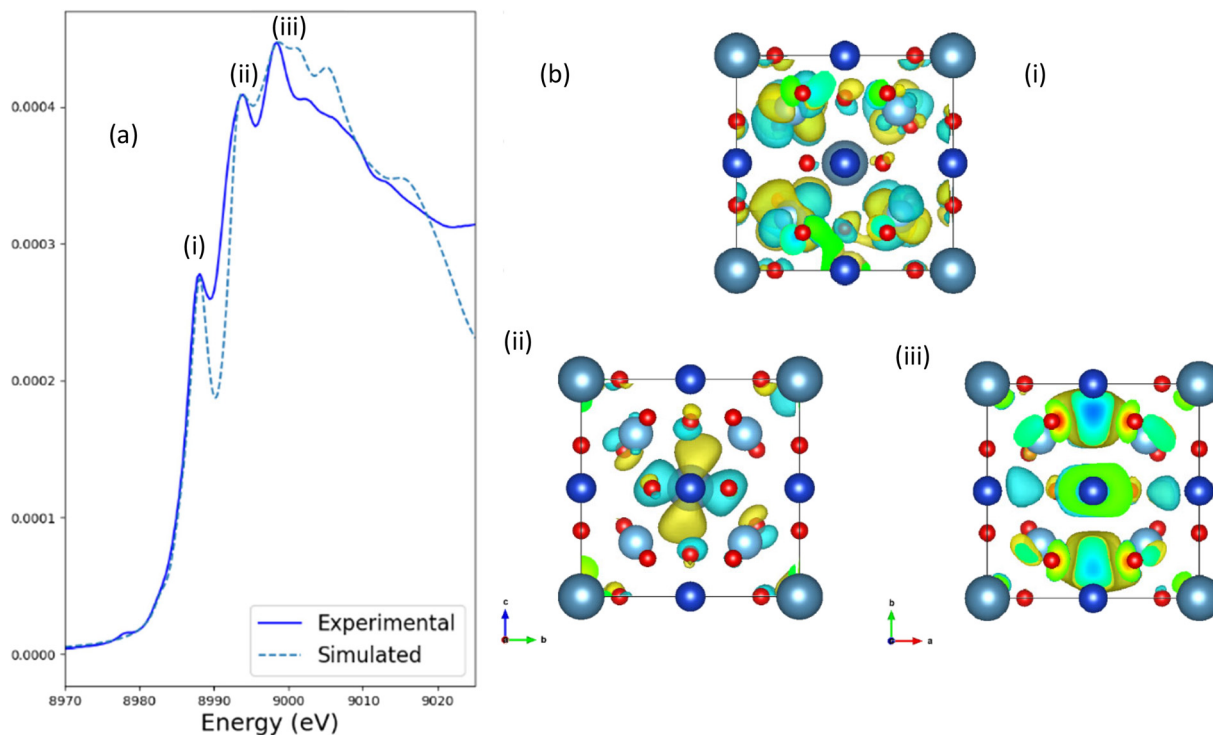 (a)
(i)
(ii)
(iii)
0.0004
0.0003
0.0002
0.0001
0.0000
Experimental
Simulated
8970
8980
8990
9000
9010
9020
Energy (eV)
(b)
(i)
(ii)
c
b
(iii)
b
a